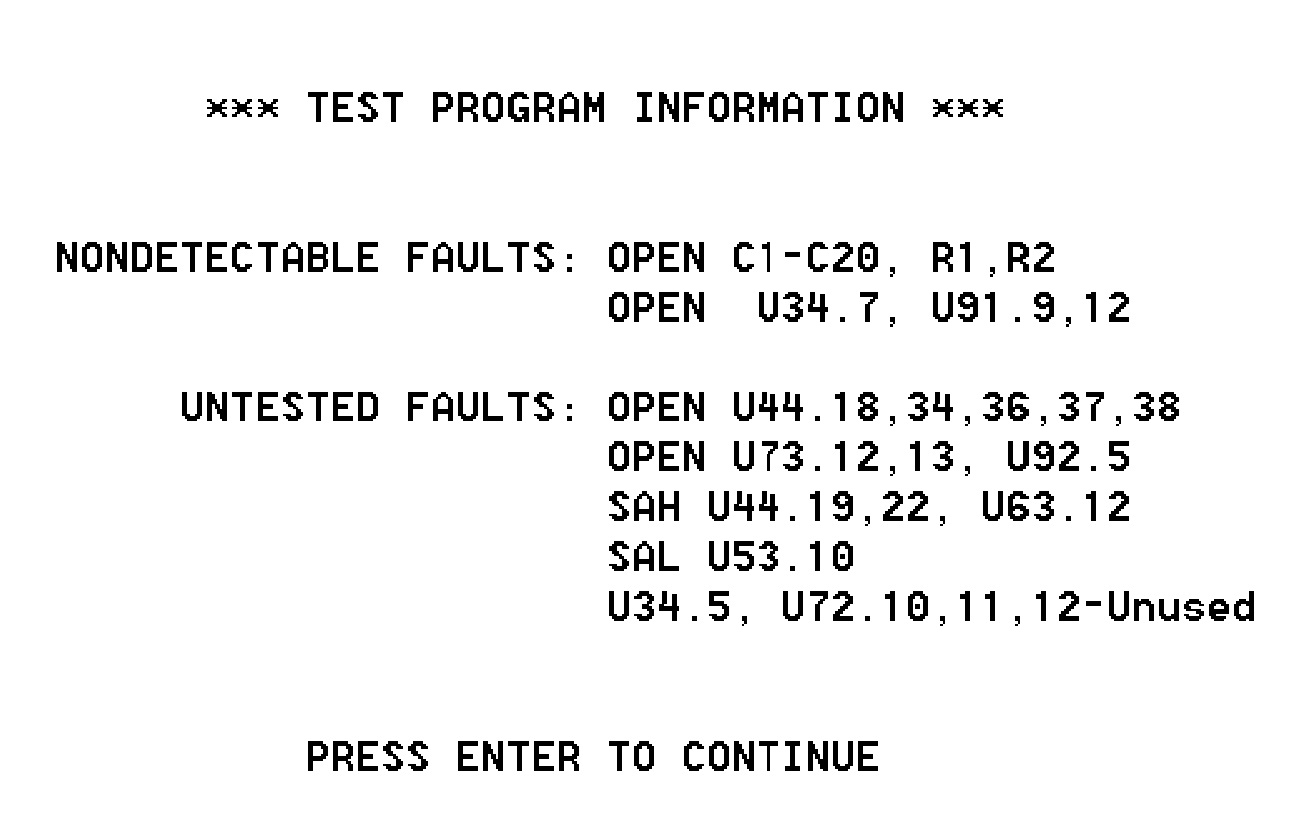 *** TEST PROGRAM INFORMATION ***
NONDETECTABLE FAULTS: OPEN C1-C20, R1,R2
OPEN  U34.7, U91.9,12
UNTESTED FAULTS: OPEN U44.18,34,36,37,38
OPEN U73.12,13, U92.5
SAH U44.19,22, U63.12
SAL U53.10
U34.5, U72.10,11,12-Unused
PRESS ENTER TO CONTINUE